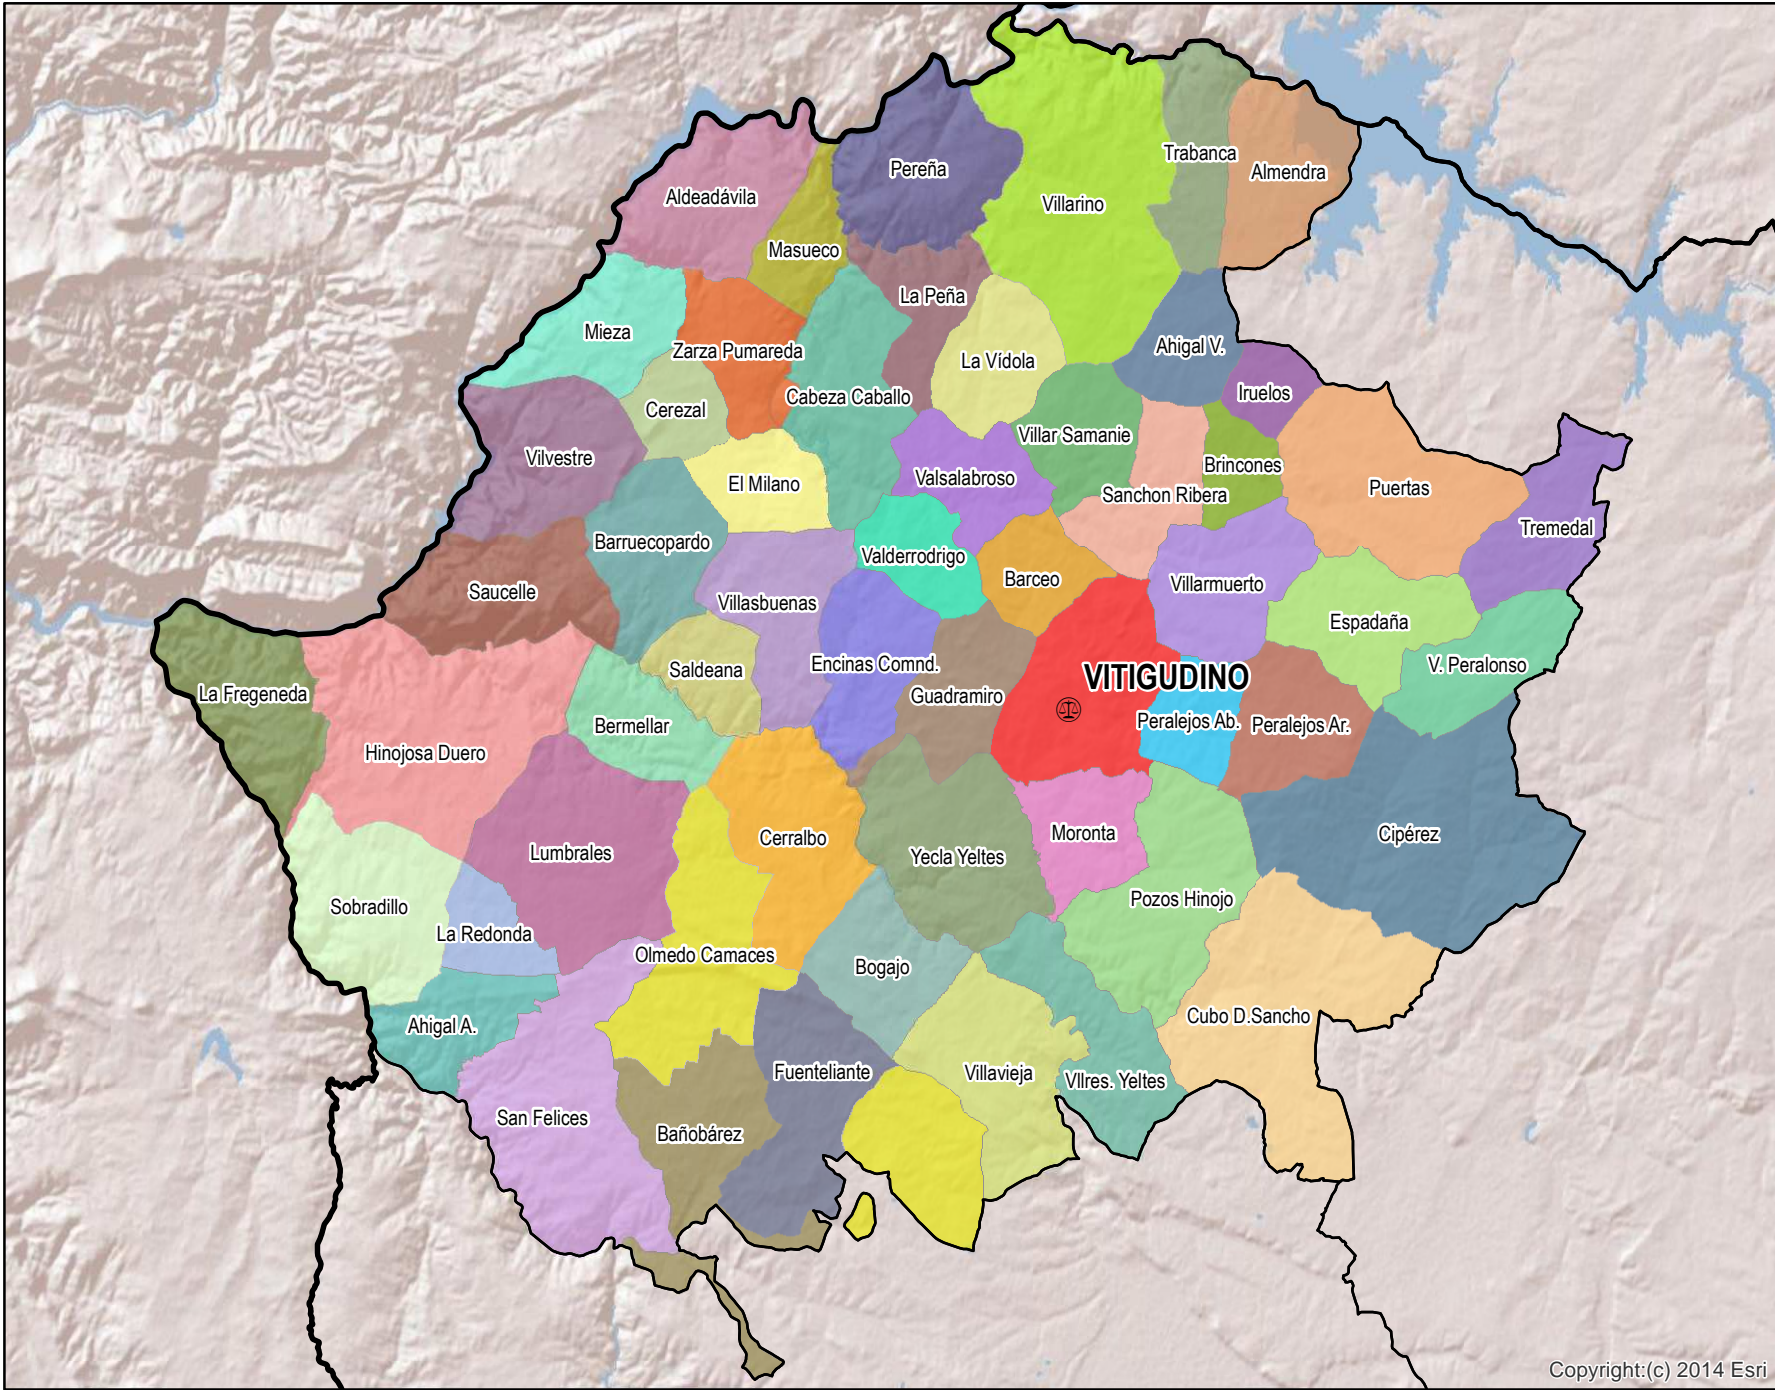 Pereña
Trabanca
Almendra
Aldeadávila
Villarino
Masueco
La Peña
Mieza
Zarza Pumareda
Ahigal V.
La Vídola
Cabeza Caballo
Iruelos
Cerezal
Villar Samanie
Vilvestre
Brincones
Valsalabroso
El Milano
Puertas
Sanchon Ribera
Tremedal
Barruecopardo
Valderrodrigo
Barceo
Villarmuerto
Saucelle
Villasbuenas
Espadaña
Encinas Comnd.
V. Peralonso
Saldeana
VITIGUDINO
La Fregeneda
Guadramiro
Bermellar
Peralejos Ab.
Peralejos Ar.
Hinojosa Duero
Moronta
Cipérez
Cerralbo
Lumbrales
Yecla Yeltes
Pozos Hinojo
Sobradillo
La Redonda
Olmedo Camaces
Bogajo
Cubo D.Sancho
Ahigal A.
Fuenteliante
Villavieja
Vllres. Yeltes
San Felices
Bañobárez
Copyright:(c) 2014 Esri